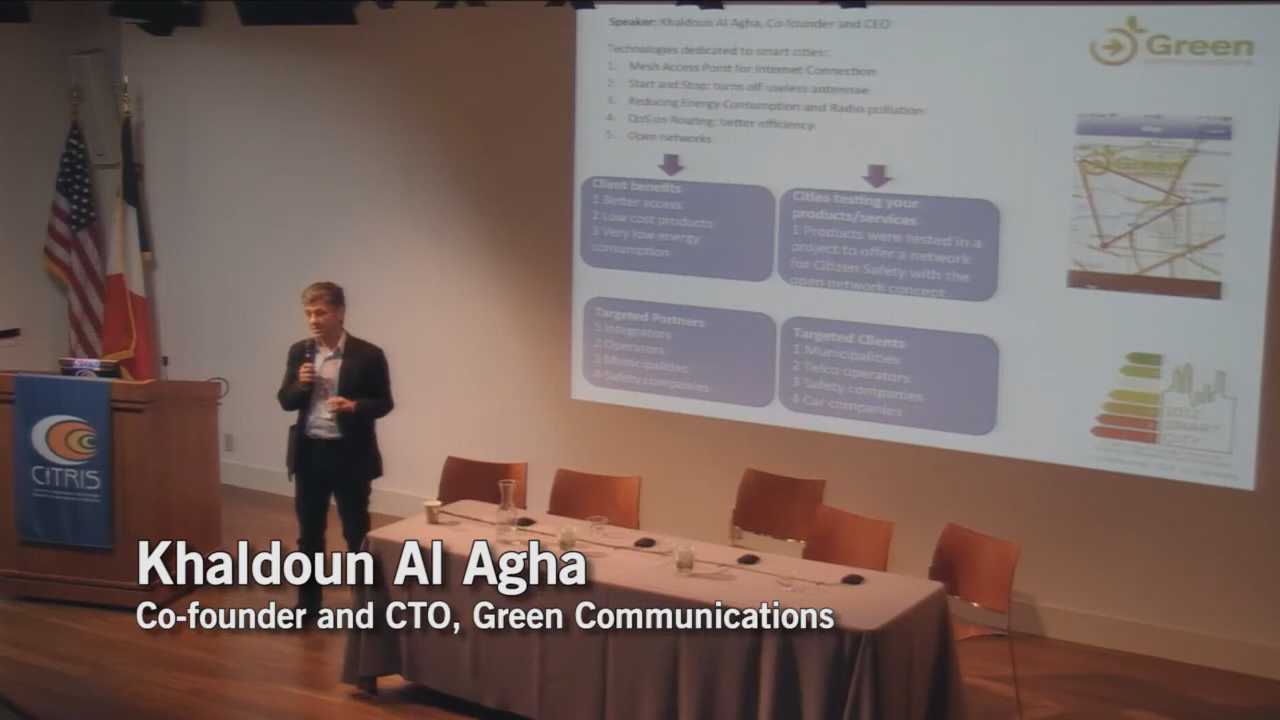 Speaker: Khaldoun Al Agha, Co-founder and CEO
Technologies dedicated to smart cities:
1. Mesh Access Point for Internet Connection
2. Start and Stop: turns off useless antennae
3. Reducing Energy Consumption and Radio pollution
4. QoS on Routing: better efficiency
5. Open networks
Green
communications
Client benefits
1 Better access
2 Low cost products
3 Very low energy
consumption
Cities testing your
products/services
1 Products were tested in a
project to offer a network
for Citizen Safety with the
open network concept
Green
Targeted Partners
1 Integrators
2 Operators
3 Municipalities
4 Safety companies
Targeted Clients
1 Municipalities
2 Telco operators
3 Safety companies
4 Car companies
2012
SMART
CITY
CITRIS
Khaldoun Al Agha
Co-founder and CTO, Green Communications